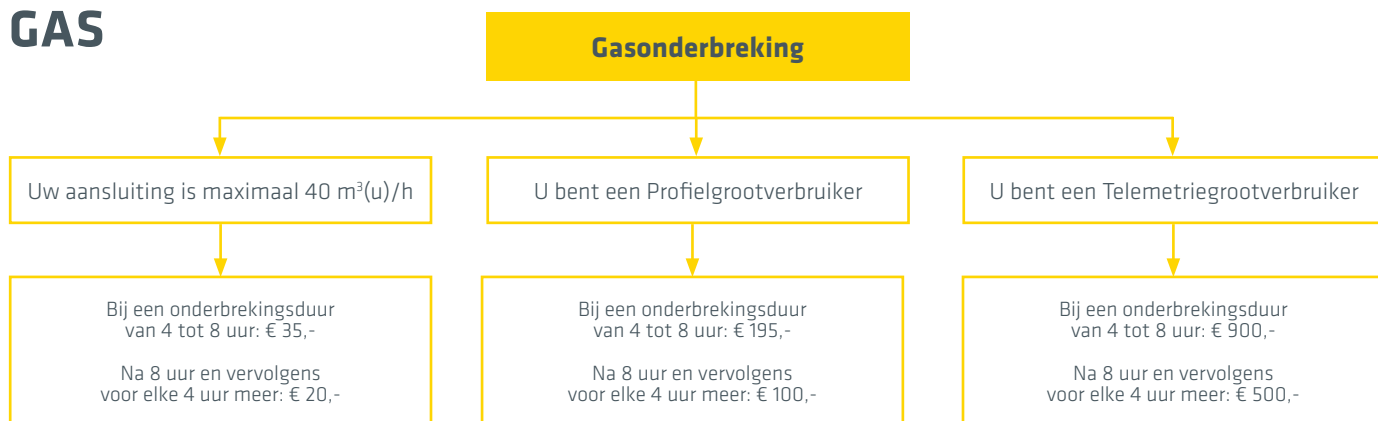 GAS
Gasonderbreking
Uw aansluiting is maximaal 40 m³(u)/h
U bent een Profielgrootverbruiker
U bent een Telemetriegrootverbruiker
Bij een onderbrekingsduur
van 4 tot 8 uur: € 35,-
Na 8 uur en vervolgens
voor elke 4 uur meer: € 20,-
Bij een onderbrekingsduur
van 4 tot 8 uur: € 195,-
Na 8 uur en vervolgens
voor elke 4 uur meer: € 100,-
Bij een onderbrekingsduur
van 4 tot 8 uur: € 900,-
Na 8 uur en vervolgens
voor elke 4 uur meer: € 500,-